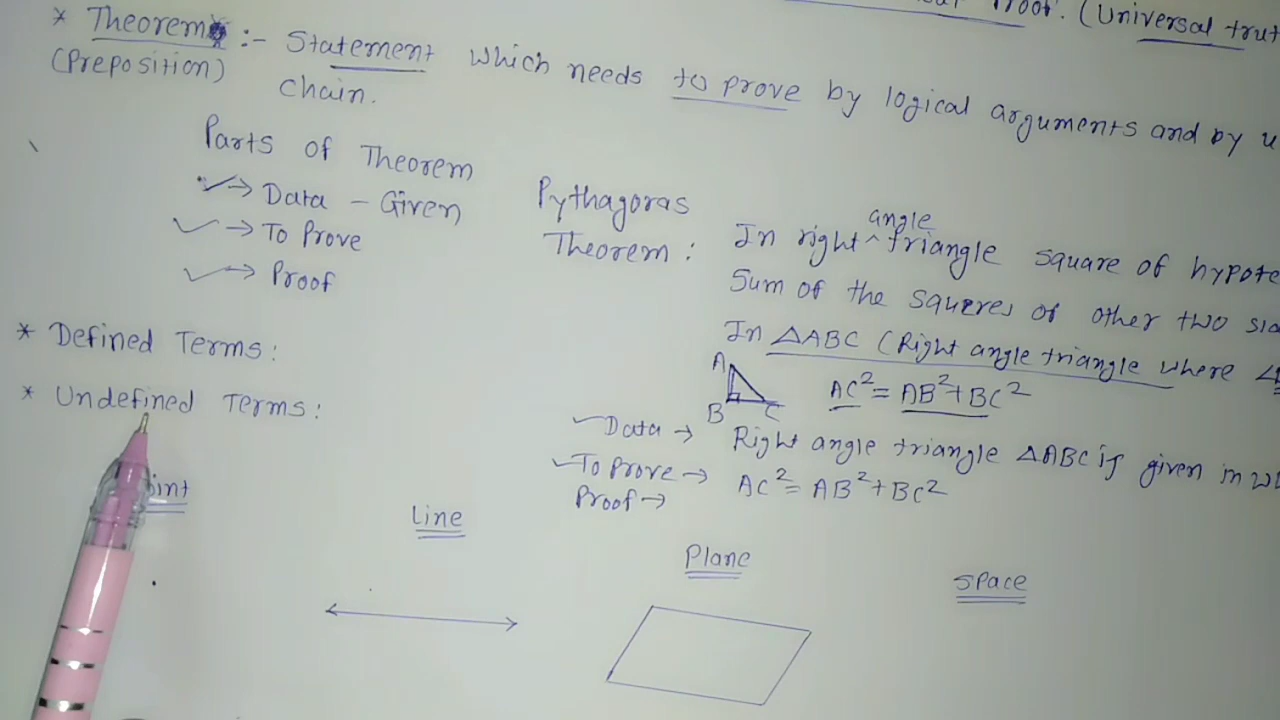 Proof. (Universal
* Theorem :- Statement which needs to prove by logical arguments and by
(Preposition) chain.
Parts of Theorem
→ Data - Given
→ To Prove
→ Proof
Pythagoras
Theorem : In right ^ triangle square of
angle
Sum of the squares of other two
In △ABC (Right angle triangle where
A
B
C
AC² = AB² + BC²
Data → Right angle triangle △ABC is given in
To Prove → AC² = AB² + BC²
Proof →
* Defined Terms :
* Undefined Terms :
Line
Plane
Space